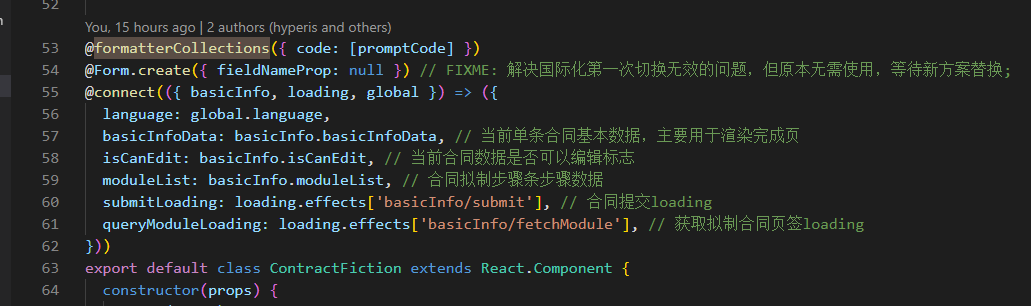 52
You, 15 hours ago | 2 authors (hyperis and others)
53 @formatterCollections({ code: [promptCode] })
54 @Form.create({ fieldNameProp: null }) // FIXME: 解决国际化第一次切换无效的问题，但原本无需使用，等待新方案替换;
55 @connect(({ basicInfo, loading, global }) => ({
56 language: global.language,
57 basicInfoData: basicInfo.basicInfoData, // 当前单条合同基本数据，主要用于渲染完成页
58 isCanEdit: basicInfo.isCanEdit, // 当前合同数据是否可以编辑标志
59 moduleList: basicInfo.moduleList, // 合同拟制步骤条步骤数据
60 submitLoading: loading.effects['basicInfo/submit'], // 合同提交loading
61 queryModuleLoading: loading.effects['basicInfo/fetchModule'], // 获取拟制合同页签loading
62 }))
63 export default class ContractFiction extends React.Component {
64 constructor(props) {